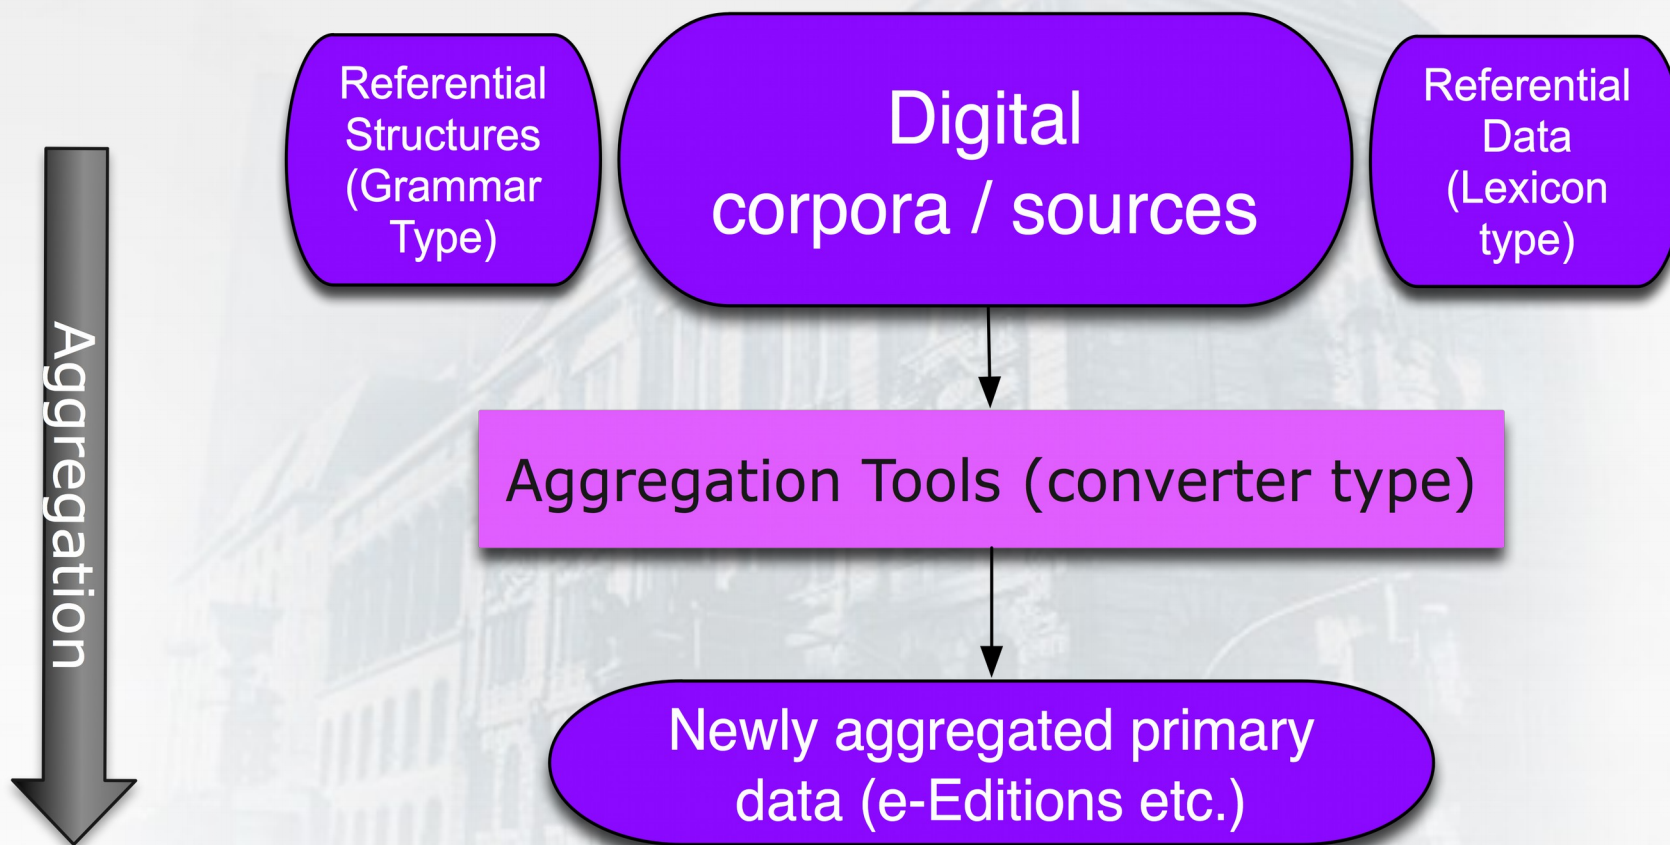 Referential
Structures
(Grammar
Type)
Digital
corpora / sources
Referential
Data
(Lexicon
type)
Aggregation
Aggregation Tools (converter type)
Newly aggregated primary
data (e-Editions etc.)